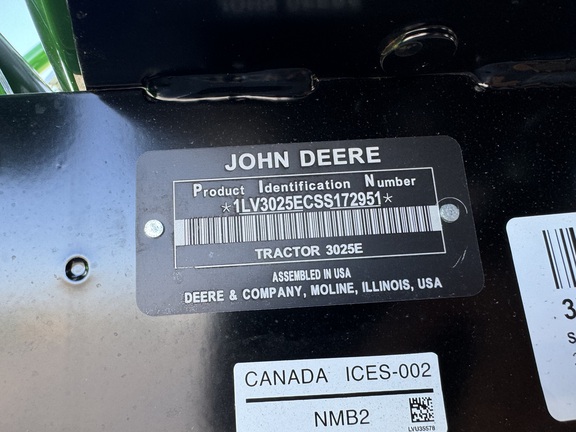 JOHN DEERE
Product Identification Number
*1LV3025ECSS172951*
TRACTOR 3025E
ASSEMBLED IN USA
DEERE & COMPANY, MOLINE, ILLINOIS, USA
CANADA ICES-002
NMB2
3
S